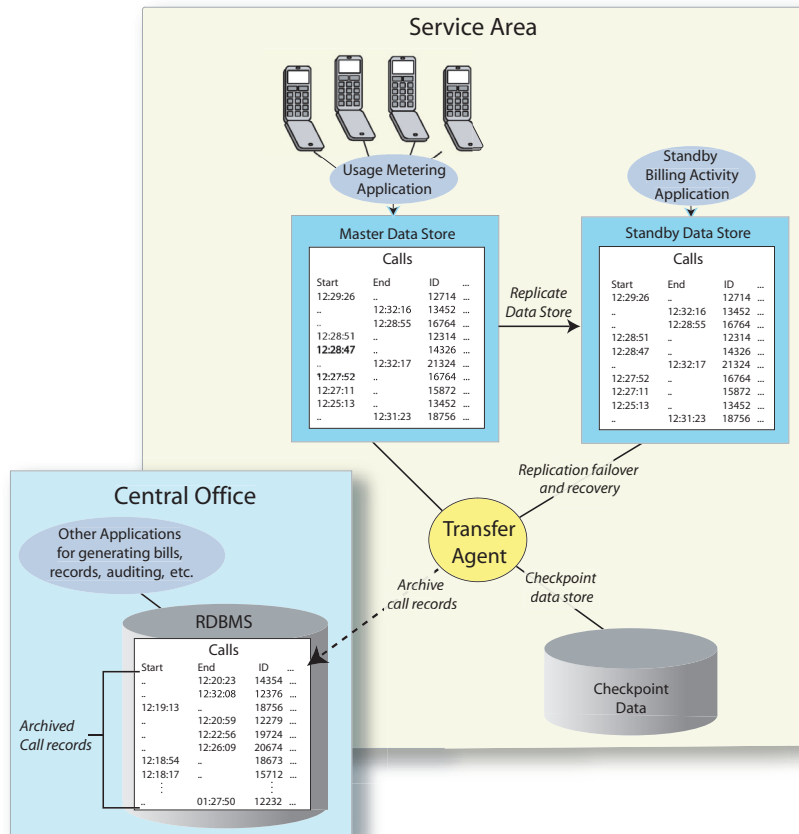 Service Area
Usage Metering
Application
Standby
Billing Activity
Application
Master Data Store
Calls
Start End ID ...
12:29:26 .. 12714 ...
.. 12:32:16 13452 ...
.. 12:28:55 16764 ...
12:28:51 .. 12314 ...
12:28:47 .. 14326 ...
.. 12:32:17 21324 ...
12:27:52 .. 16764 ...
12:27:11 .. 15872 ...
12:25:13 .. 13452 ...
.. 12:31:23 18756 ...
Replicate
Data Store
Standby Data Store
Calls
Start End ID ...
12:29:26 .. 12714 ...
.. 12:32:16 13452 ...
.. 12:28:55 16764 ...
12:28:51 .. 12314 ...
12:28:47 .. 14326 ...
.. 12:32:17 21324 ...
12:27:52 .. 16764 ...
12:27:11 .. 15872 ...
12:25:13 .. 13452 ...
.. 12:31:23 18756 ...
Replication failover
and recovery
Transfer
Agent
Archive
call records
Checkpoint
data store
Checkpoint
Data
Central Office
Other Applications
for generating bills,
records, auditing, etc.
RDBMS
Calls
Start End ID ...
.. 12:20:23 14354 ...
.. 12:32:08 12376 ...
12:19:13 .. 18756 ...
.. 12:20:59 12279 ...
.. 12:22:56 19724 ...
.. 12:26:09 20674 ...
12:18:54 .. 18673 ...
12:18:17 .. 15712 ...
⋮ ⋮
.. 01:27:50 12232 ...
Archived
Call records